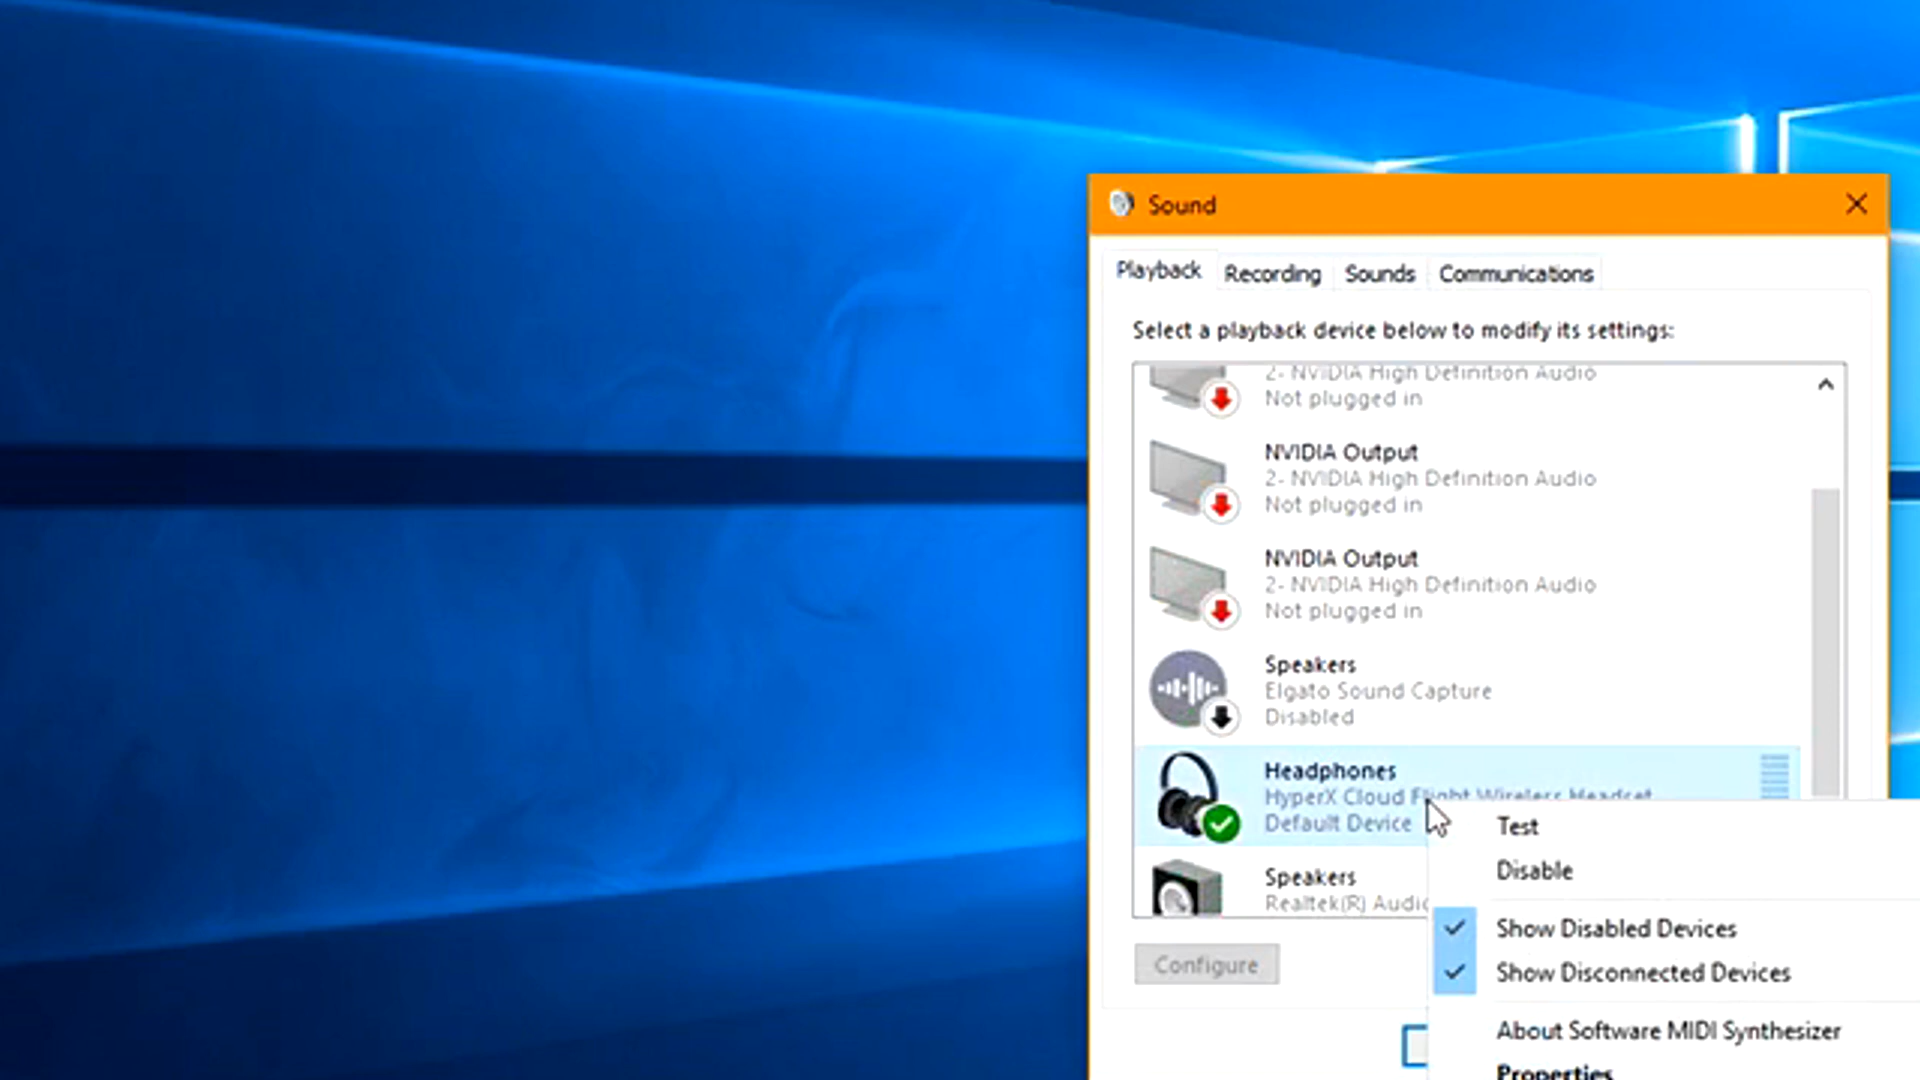 Sound
Playback
Recording
Sounds
Communications
Select a playback device below to modify its settings:
2- NVIDIA High Definition Audio
Not plugged in
NVIDIA Output
2- NVIDIA High Definition Audio
Not plugged in
NVIDIA Output
2- NVIDIA High Definition Audio
Not plugged in
Speakers
Elgato Sound Capture
Disabled
Headphones
HyperX Cloud Flight Wireless Headset
Default Device
Speakers
Realtek(R) Audio
Configure
Test
Disable
Show Disabled Devices
Show Disconnected Devices
About Software MIDI Synthesizer
Properties